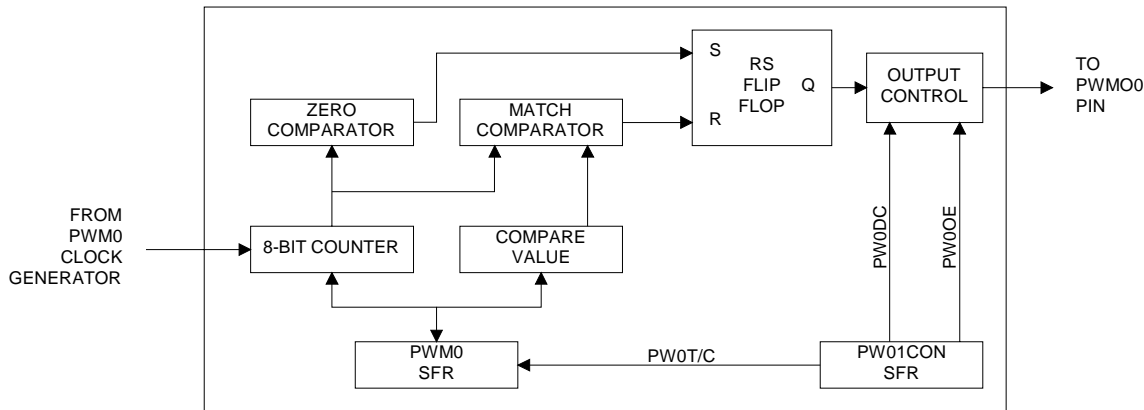 S
RS
FLIP
FLOP
Q
R
OUTPUT
CONTROL
TO
PWMO0
PIN
ZERO
COMPARATOR
MATCH
COMPARATOR
FROM
PWM0
CLOCK
GENERATOR
8-BIT COUNTER
COMPARE
VALUE
PW0DC
PW0OE
PWM0
SFR
PW0T/C
PW01CON
SFR